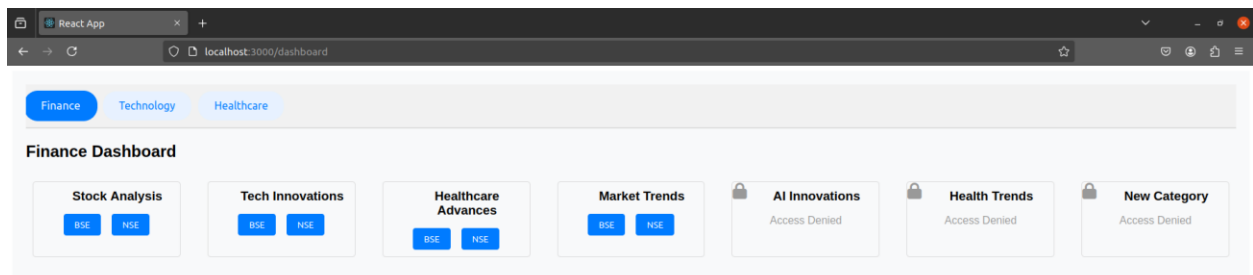 React App
localhost:3000/dashboard
Finance Technology Healthcare
Finance Dashboard
Stock Analysis
BSE NSE
Tech Innovations
BSE NSE
Healthcare
Advances
BSE NSE
Market Trends
BSE NSE
AI Innovations
Access Denied
Health Trends
Access Denied
New Category
Access Denied